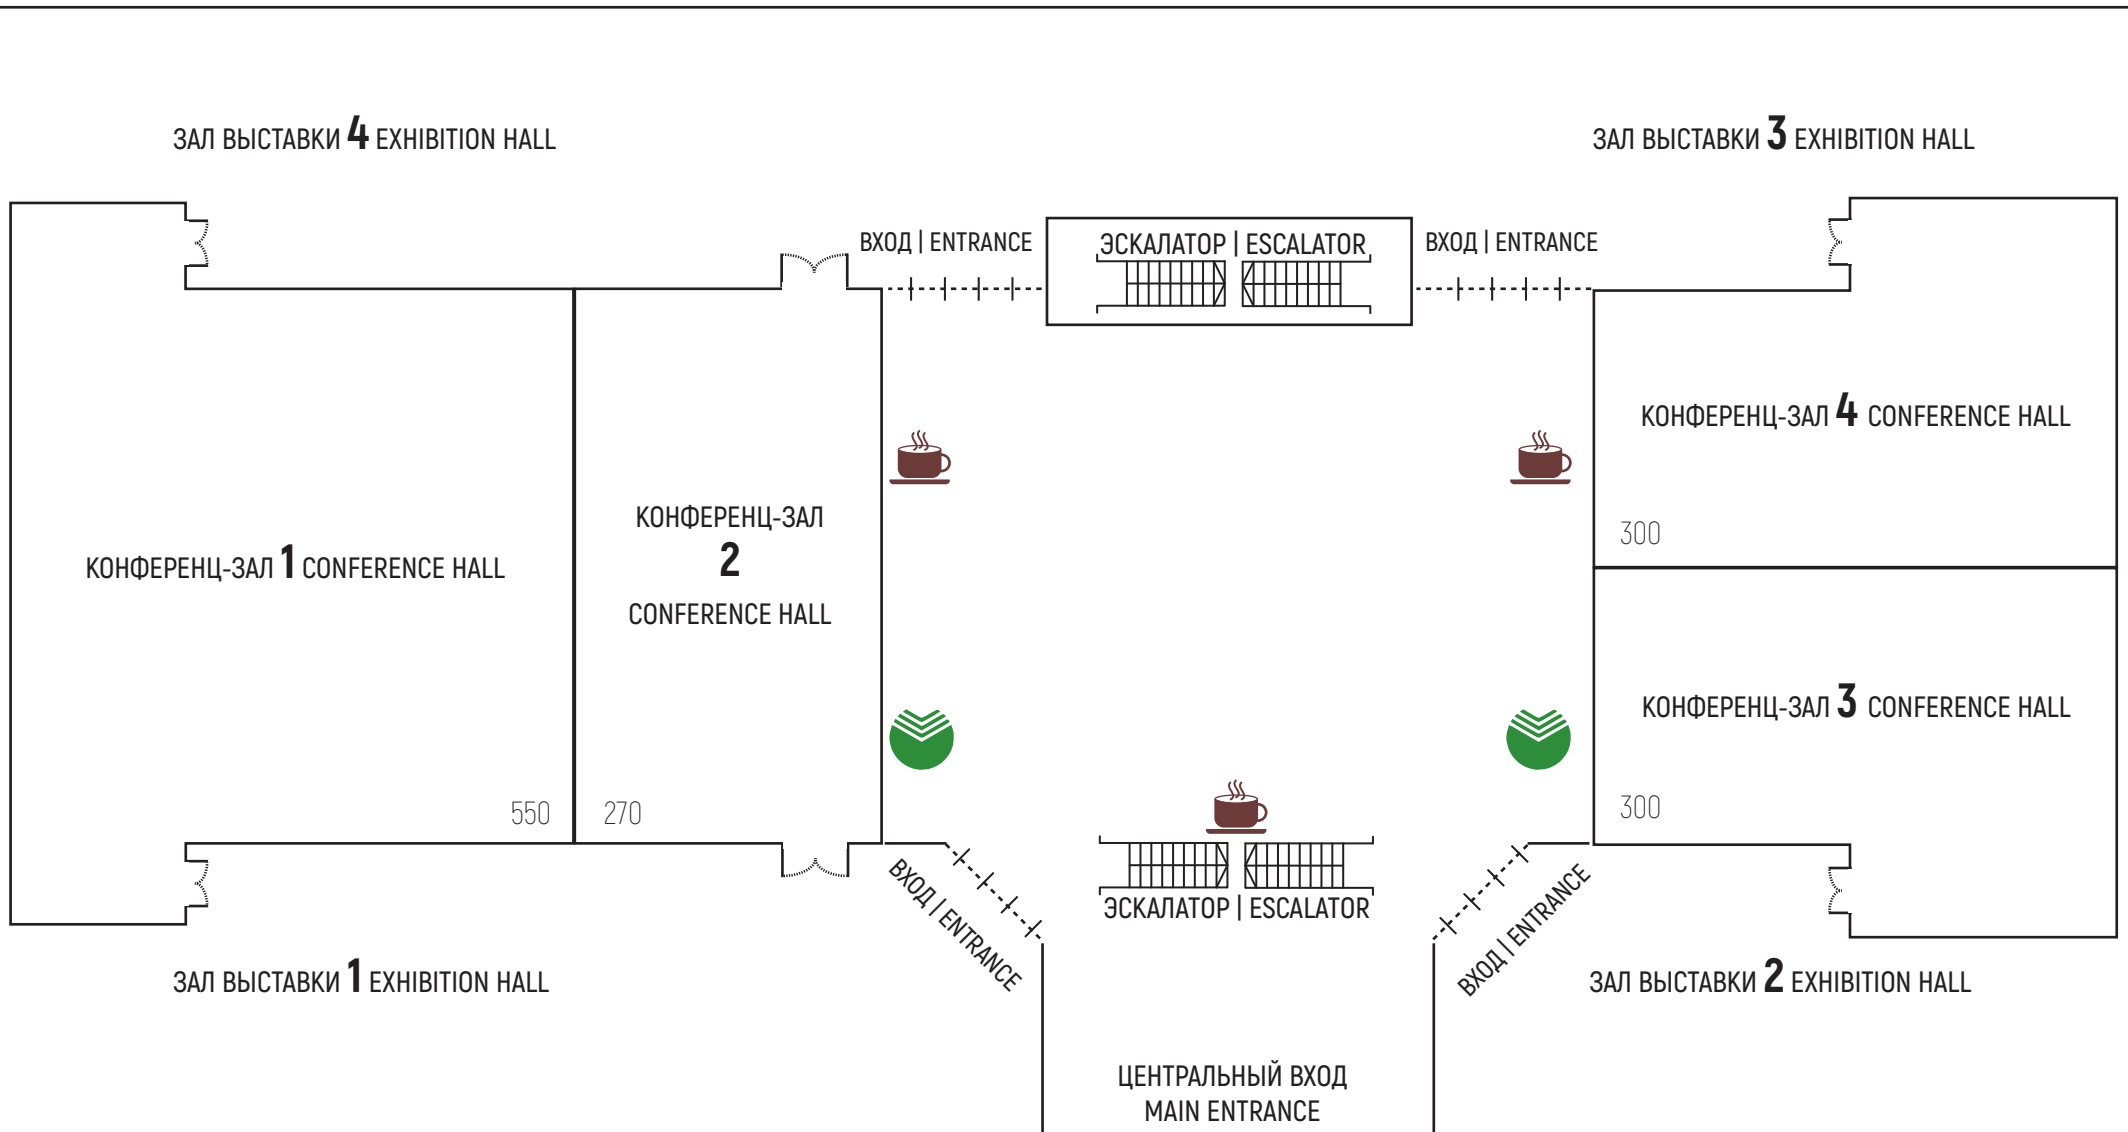 ЗАЛ ВЫСТАВКИ 4 EXHIBITION HALL
ЗАЛ ВЫСТАВКИ 3 EXHIBITION HALL
ВХОД | ENTRANCE
ЭСКАЛАТОР | ESCALATOR
ВХОД | ENTRANCE
КОНФЕРЕНЦ-ЗАЛ 1 CONFERENCE HALL
550
КОНФЕРЕНЦ-ЗАЛ
2
CONFERENCE HALL
270
КОНФЕРЕНЦ-ЗАЛ 4 CONFERENCE HALL
300
КОНФЕРЕНЦ-ЗАЛ 3 CONFERENCE HALL
300
ВХОД | ENTRANCE
ЭСКАЛАТОР | ESCALATOR
ВХОД | ENTRANCE
ЗАЛ ВЫСТАВКИ 1 EXHIBITION HALL
ЗАЛ ВЫСТАВКИ 2 EXHIBITION HALL
ЦЕНТРАЛЬНЫЙ ВХОД
MAIN ENTRANCE